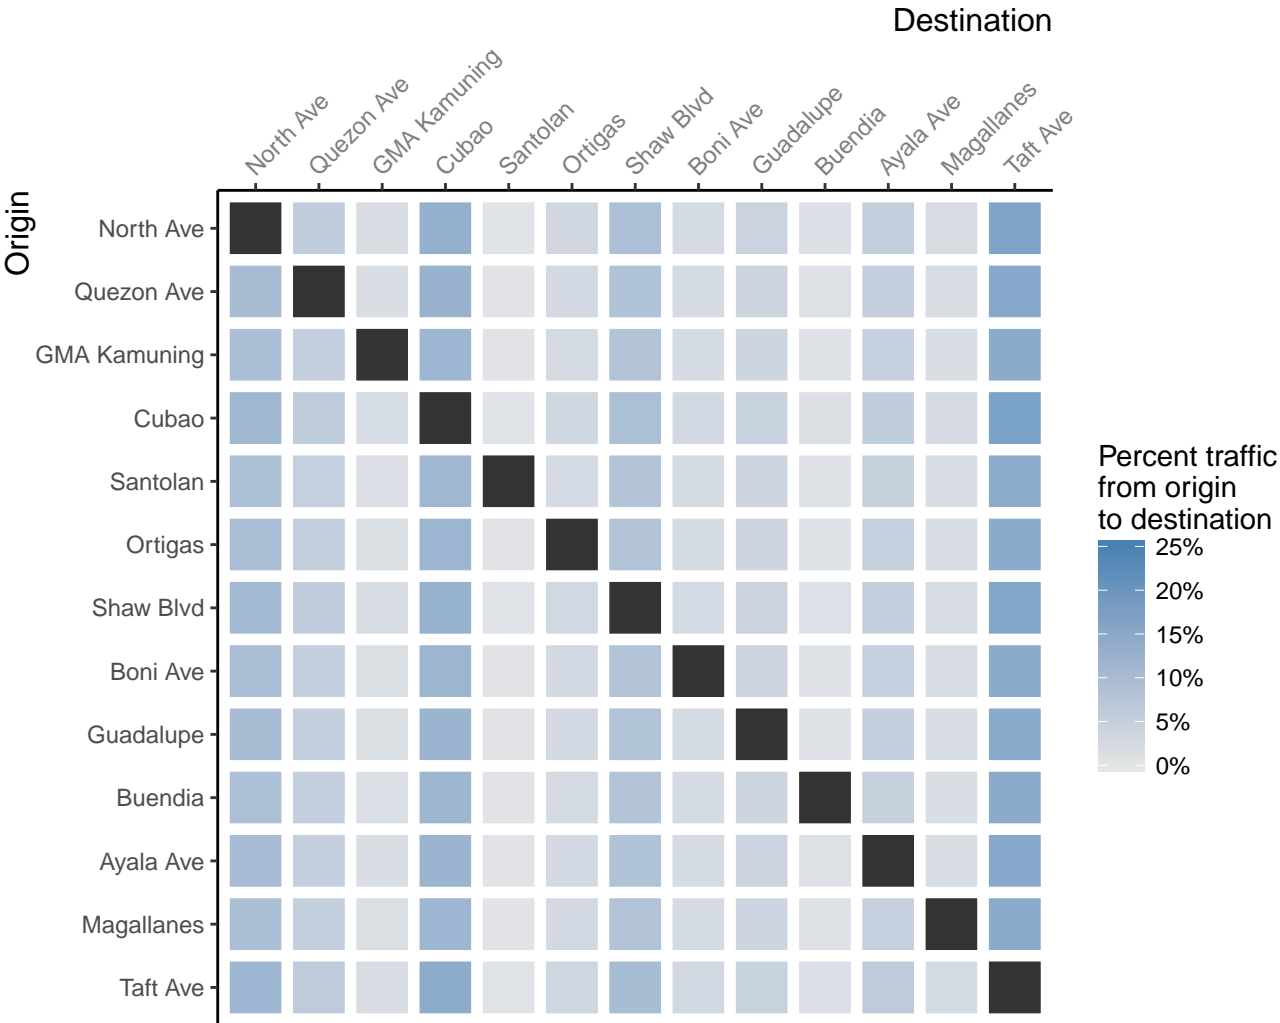 Destination
North Ave
Quezon Ave
GMA Kamuning
Cubao
Santolan
Ortigas
Shaw Blvd
Boni Ave
Guadalupe
Buendia
Ayala Ave
Magallanes
Taft Ave
Origin
North Ave
Quezon Ave
GMA Kamuning
Cubao
Santolan
Ortigas
Shaw Blvd
Boni Ave
Guadalupe
Buendia
Ayala Ave
Magallanes
Taft Ave
Percent traffic
from origin
to destination
25%
20%
15%
10%
5%
0%